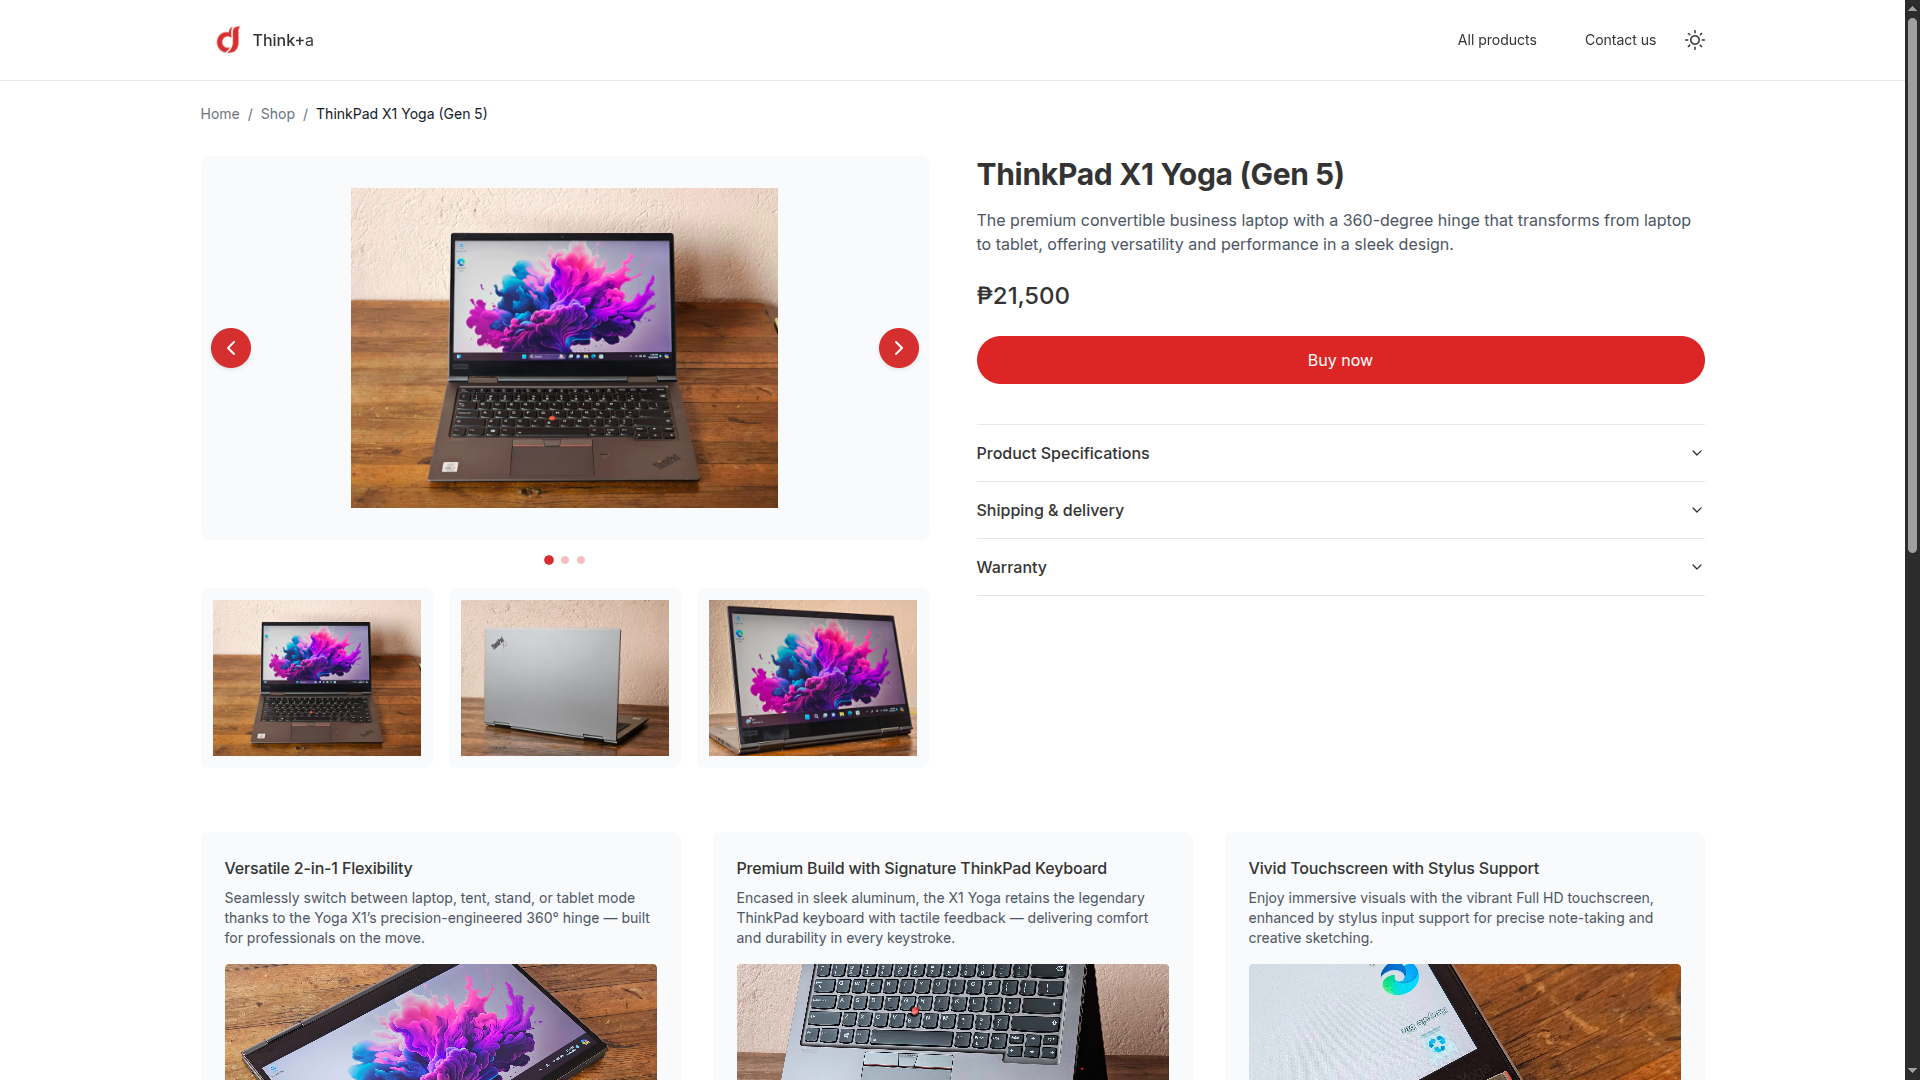 Think+a
All products
Contact us
Home / Shop / ThinkPad X1 Yoga (Gen 5)
ThinkPad X1 Yoga (Gen 5)
The premium convertible business laptop with a 360-degree hinge that transforms from laptop
to tablet, offering versatility and performance in a sleek design.
₱21,500
Buy now
Product Specifications
Shipping & delivery
Warranty
Versatile 2-in-1 Flexibility
Seamlessly switch between laptop, tent, stand, or tablet mode
thanks to the Yoga X1’s precision-engineered 360° hinge — built
for professionals on the move.
Premium Build with Signature ThinkPad Keyboard
Encased in sleek aluminum, the X1 Yoga retains the legendary
ThinkPad keyboard with tactile feedback — delivering comfort
and durability in every keystroke.
Vivid Touchscreen with Stylus Support
Enjoy immersive visuals with the vibrant Full HD touchscreen,
enhanced by stylus input support for precise note-taking and
creative sketching.